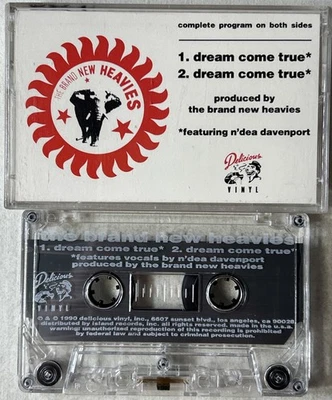 complete program on both sides
THE BRAND NEW HEAVIES
1. dream come true*
2. dream come true*
produced by
the brand new heavies
*featuring n'dea davenport
Delicious
VINYL
1. dream come true* 2. dream come true*
*features vocals by n'dea davenport
produced by the brand new heavies
Delicious
VINYL
℗ & © 1990 delicious vinyl, inc., 6607 sunset blvd., los angeles, ca 90028
distributed by island records, inc. all rights reserved. made in the u.s.a.
warning: unauthorized reproduction of this recording is prohibited
by federal law and subject to criminal prosecution.